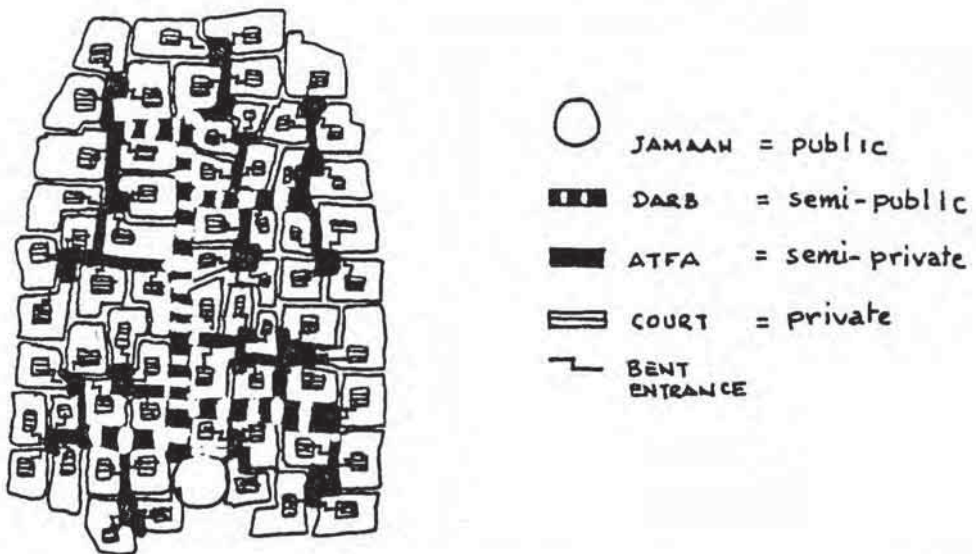 JAMAAH = public
DARB = semi-public
ATFA = semi-private
COURT = private
BENT
ENTRANCE